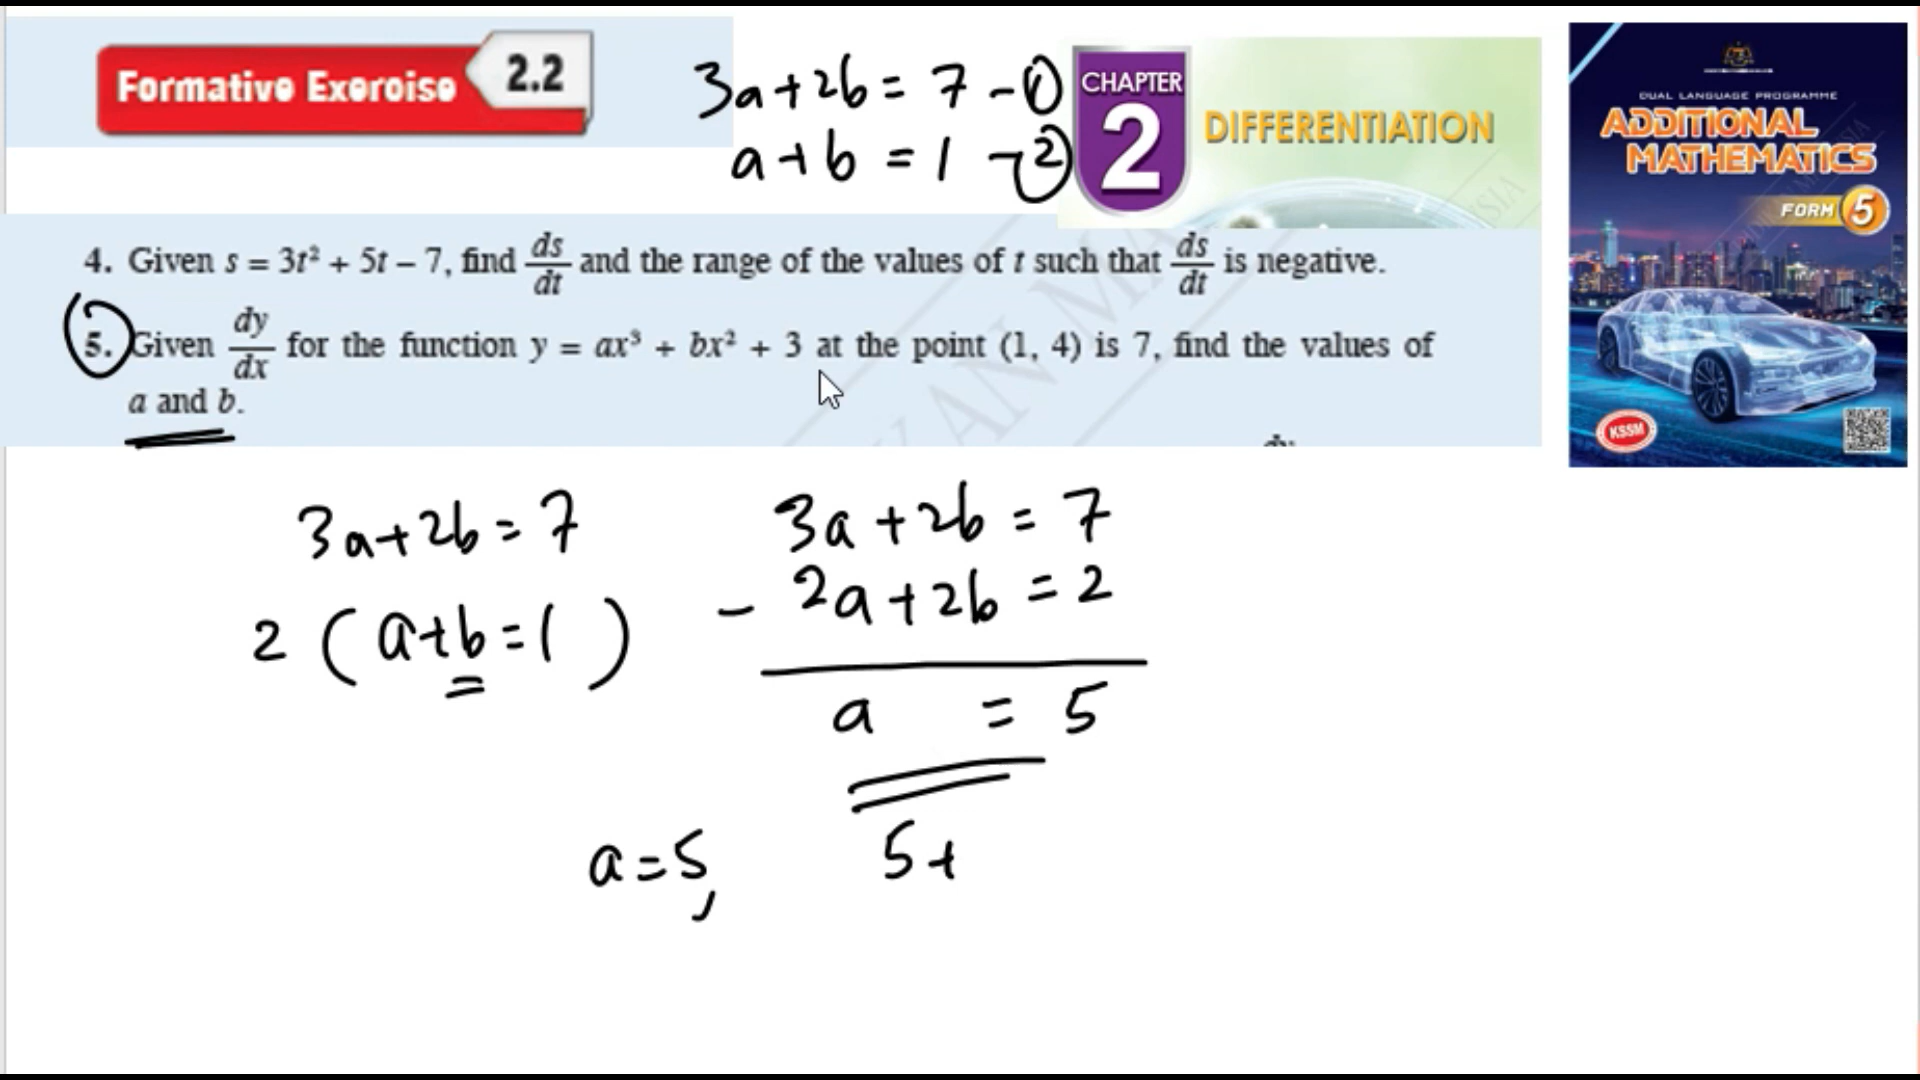 Formative Exercise 2.2
3a+2b = 7 - ①
a+b = 1 - ②
CHAPTER
2
DIFFERENTIATION
DUAL LANGUAGE PROGRAMME
ADDITIONAL
MATHEMATICS
FORM 5
KSSM
4. Given s = 3t² + 5t – 7, find ds/dt and the range of the values of t such that ds/dt is negative.
5. Given dy/dx for the function y = ax³ + bx² + 3 at the point (1, 4) is 7, find the values of
a and b.
3a+2b = 7
2 ( a+b = 1 )
3a + 2b = 7
- 2a + 2b = 2
a = 5
a = 5,
5 +